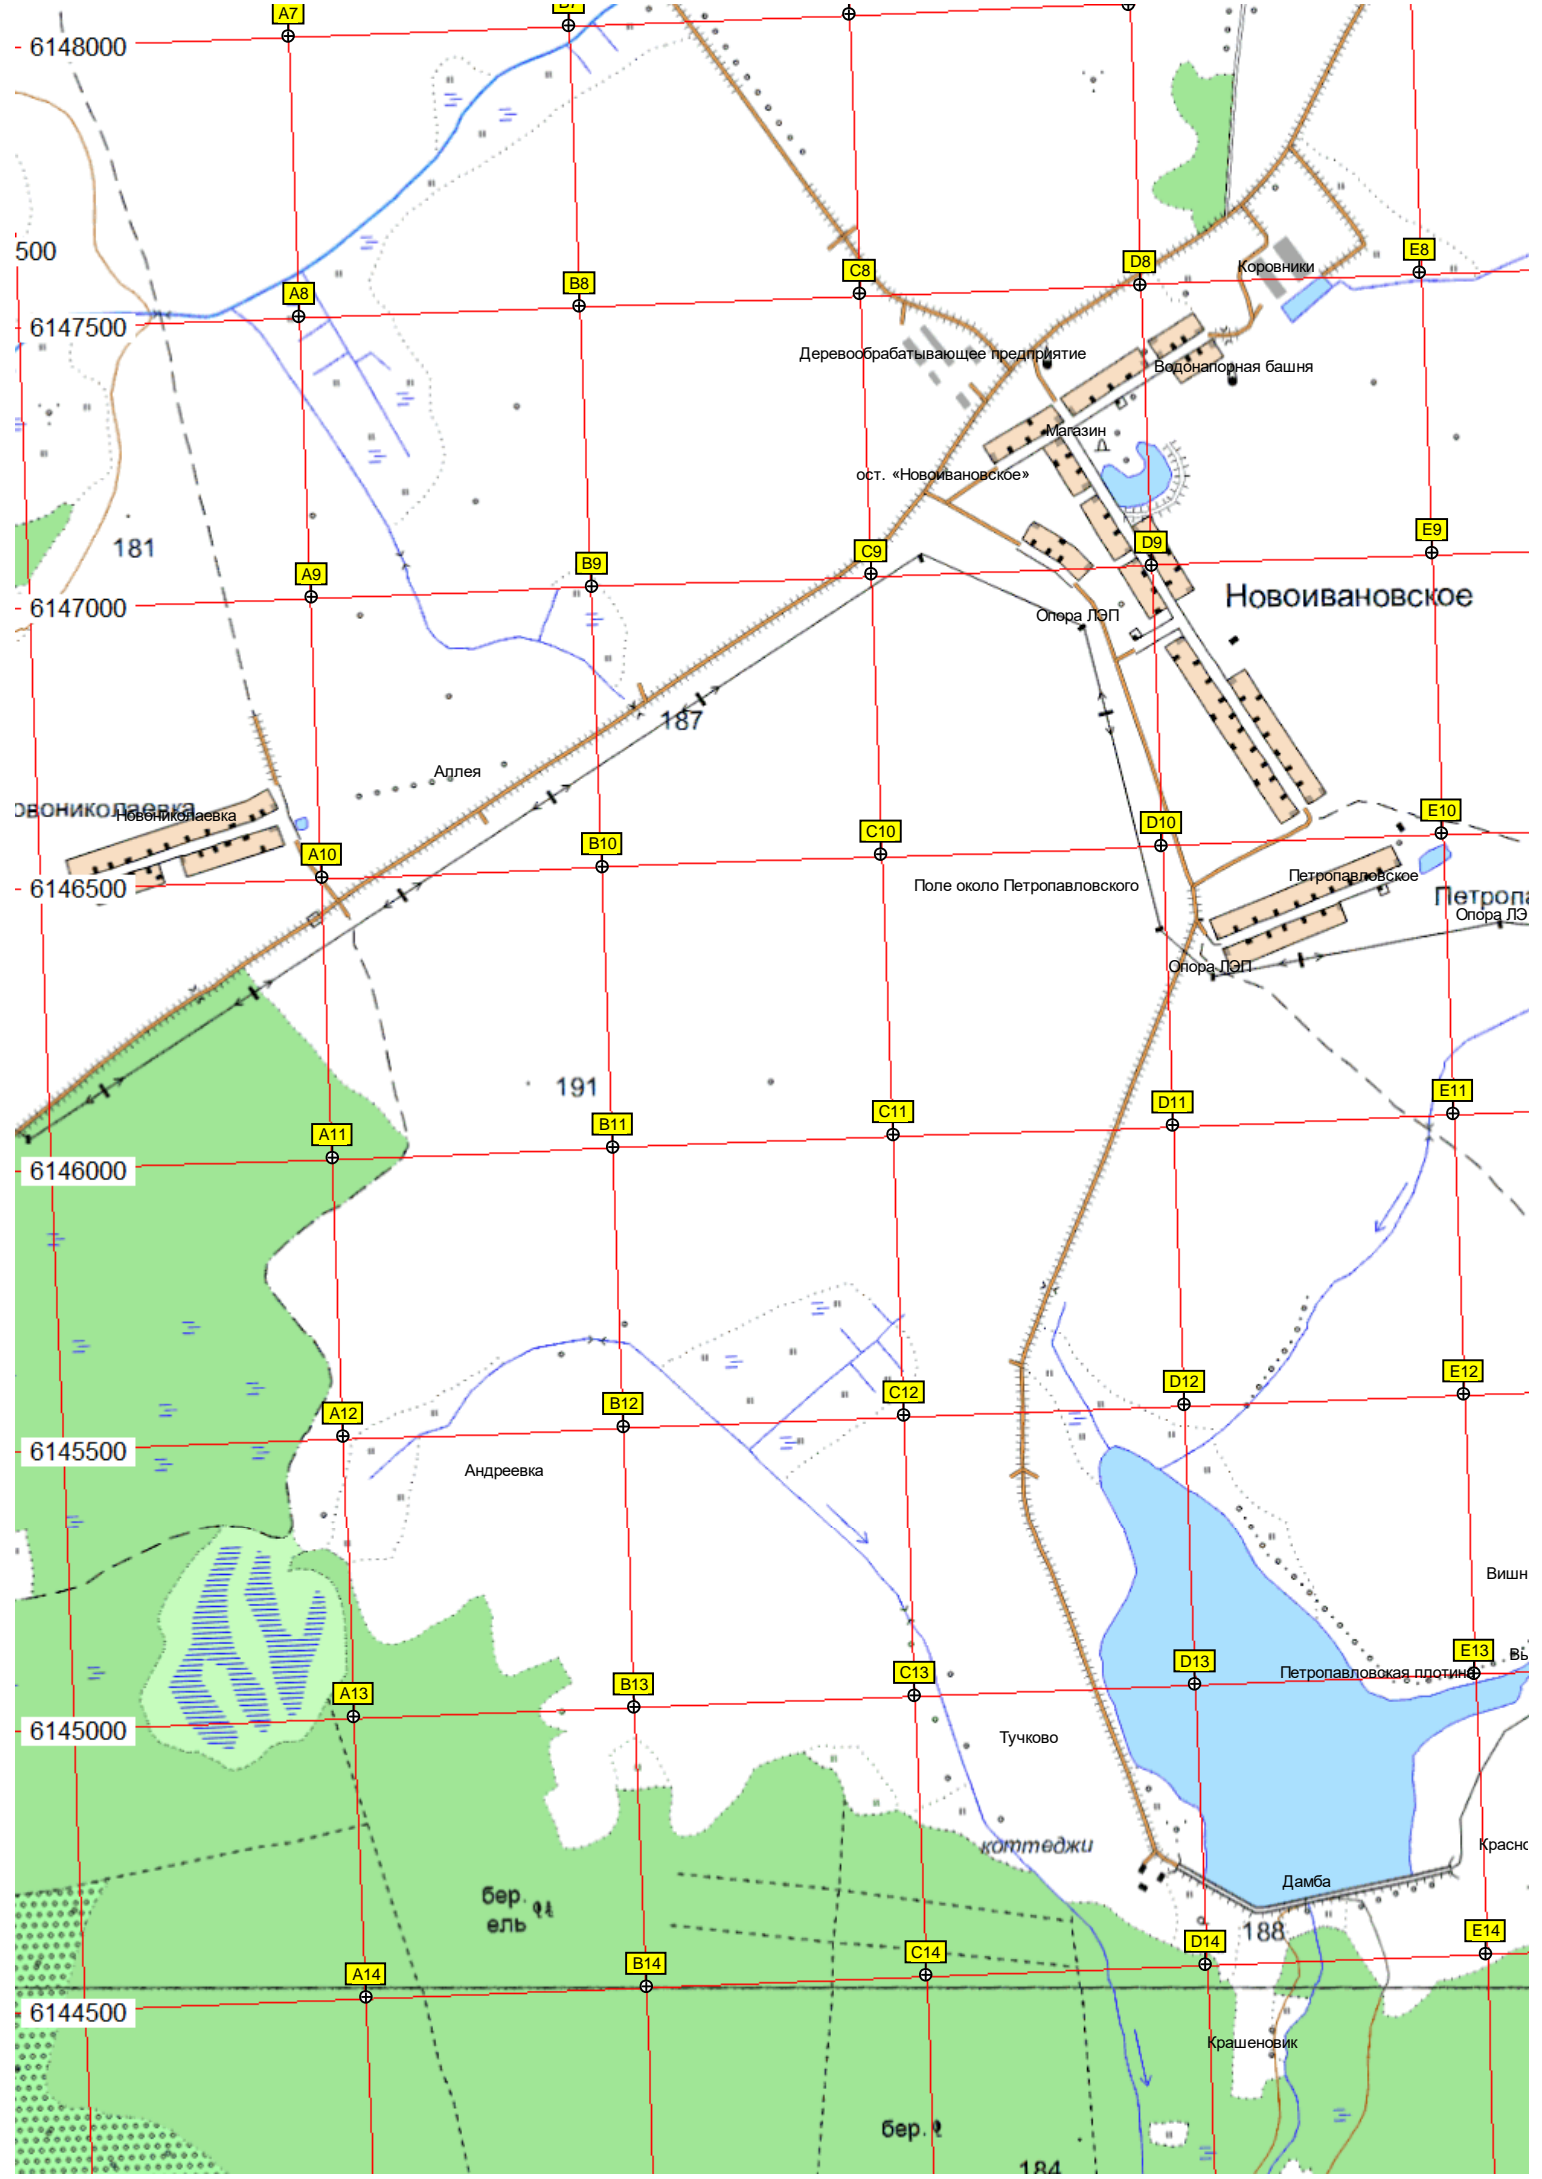 A7
6148000
500
A8
B8
C8
D8
E8
Коровники
6147500
Деревообрабатывающее предприятие
Водонапорная башня
Магазин
ост. «Новоивановское»
181
A9
B9
C9
D9
E9
6147000
Новоивановское
Опора ЛЭП
187
Аллея
овониколаевка
Новониколаевка
A10
B10
C10
D10
E10
6146500
Поле около Петропавловского
Петропавловское
Петропа
Опора ЛЭ
Опора ЛЭП
191
A11
B11
C11
D11
E11
6146000
A12
B12
C12
D12
E12
6145500
Андреевка
Вишн
A13
B13
C13
D13
E13
Вь
Петропавловская плотина
6145000
Тучково
коттеджи
Красно
Дамба
бер.
ель
188
A14
B14
C14
D14
E14
6144500
Крашеновик
бер.
184